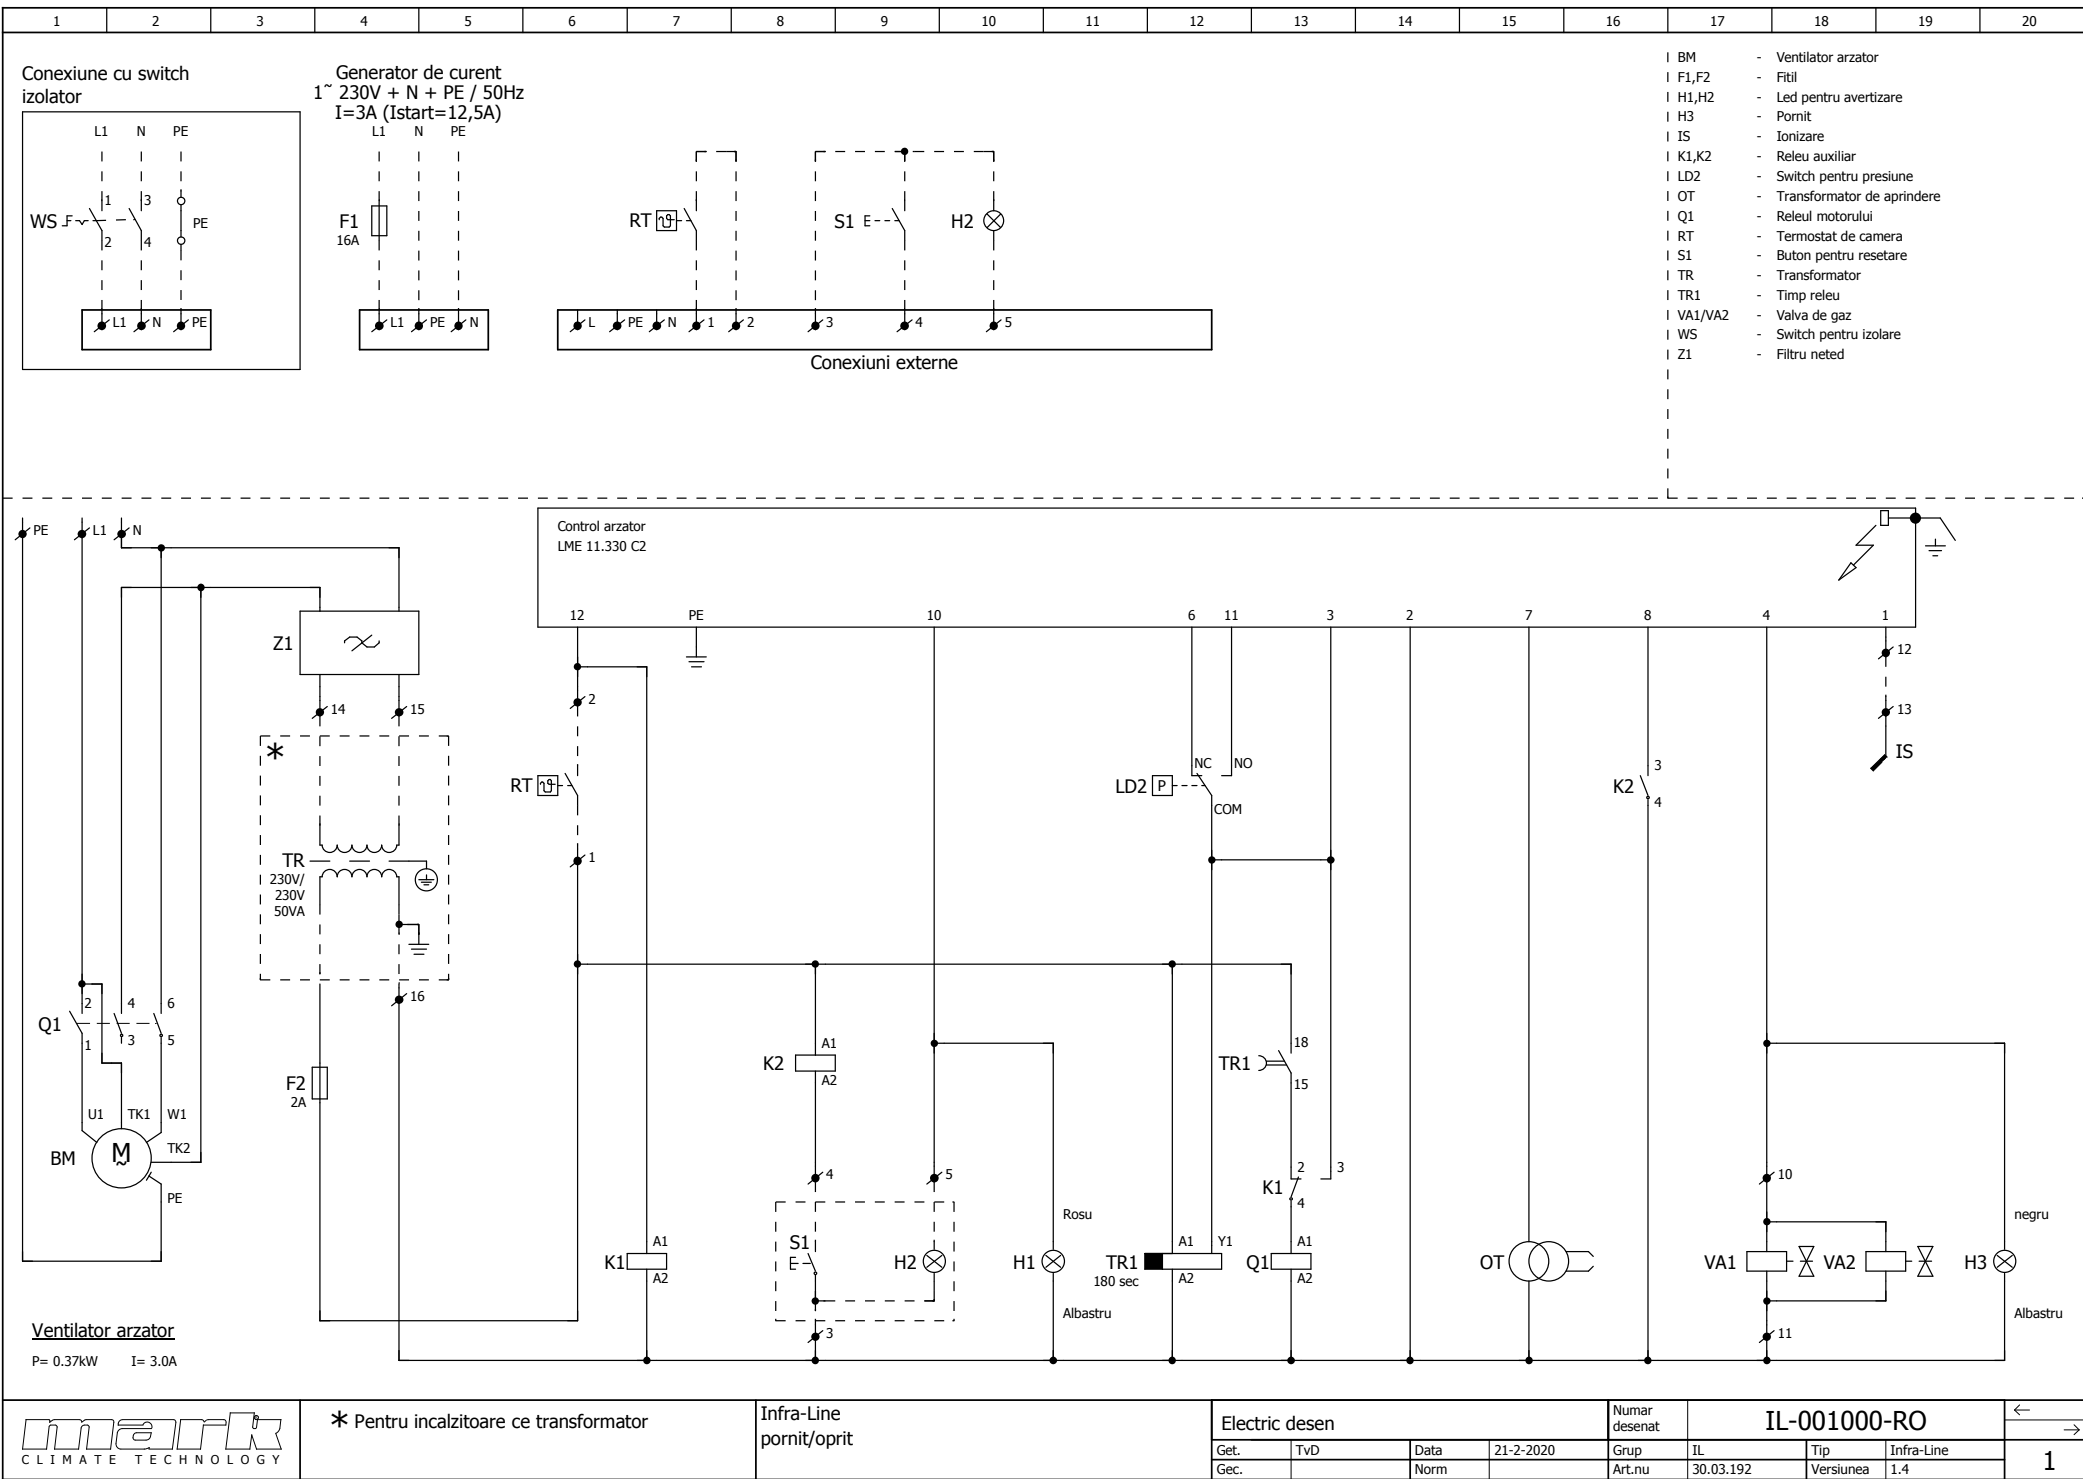 1 2 3 4 5 6 7 8 9 10 11 12 13 14 15 16 17 18 19 20
Conexiune cu switch
izolator
L1 N PE
WS
1 3
2 4
PE
L1 N PE
Generator de curent
1~ 230V + N + PE / 50Hz
I=3A (Istart=12,5A)
L1 N PE
F1
16A
L1 PE N
RT
S1
H2
L PE N 1 2 3 4 5
Conexiuni externe
BM - Ventilator arzator
F1,F2 - Fitil
H1,H2 - Led pentru avertizare
H3 - Pornit
IS - Ionizare
K1,K2 - Releu auxiliar
LD2 - Switch pentru presiune
OT - Transformator de aprindere
Q1 - Releul motorului
RT - Termostat de camera
S1 - Buton pentru resetare
TR - Transformator
TR1 - Timp releu
VA1/VA2 - Valva de gaz
WS - Switch pentru izolare
Z1 - Filtru neted
PE L1 N
Control arzator
LME 11.330 C2
12 PE 10 6 11 3 2 7 8 4 1
Z1
14 15
*
TR
230V/
230V
50VA
16
F2
2A
Q1
2 4 6
1 3 5
U1 TK1 W1
TK2
BM
M
~
PE
Ventilator arzator
P= 0.37kW I= 3.0A
2
RT
1
K1
A1
A2
K2
A1
A2
4 5
S1
E
H2
3
Rosu
H1
Albastru
NC NO
LD2 P
COM
TR1
180 sec
A1 Y1
A2
TR1
18
15
K1
2 3
4
Q1
A1
A2
OT
K2
3
4
12
13
IS
10
VA1 VA2
11
negru
H3
Albastru
mark
CLIMATE TECHNOLOGY
* Pentru incalzitoare ce transformator
Infra-Line
pornit/oprit
Electric desen
Numar
desenat
IL-001000-RO
Get. TvD Data 21-2-2020 Grup IL Tip Infra-Line
Gec. Norm Art.nu 30.03.192 Versiunea 1.4
1